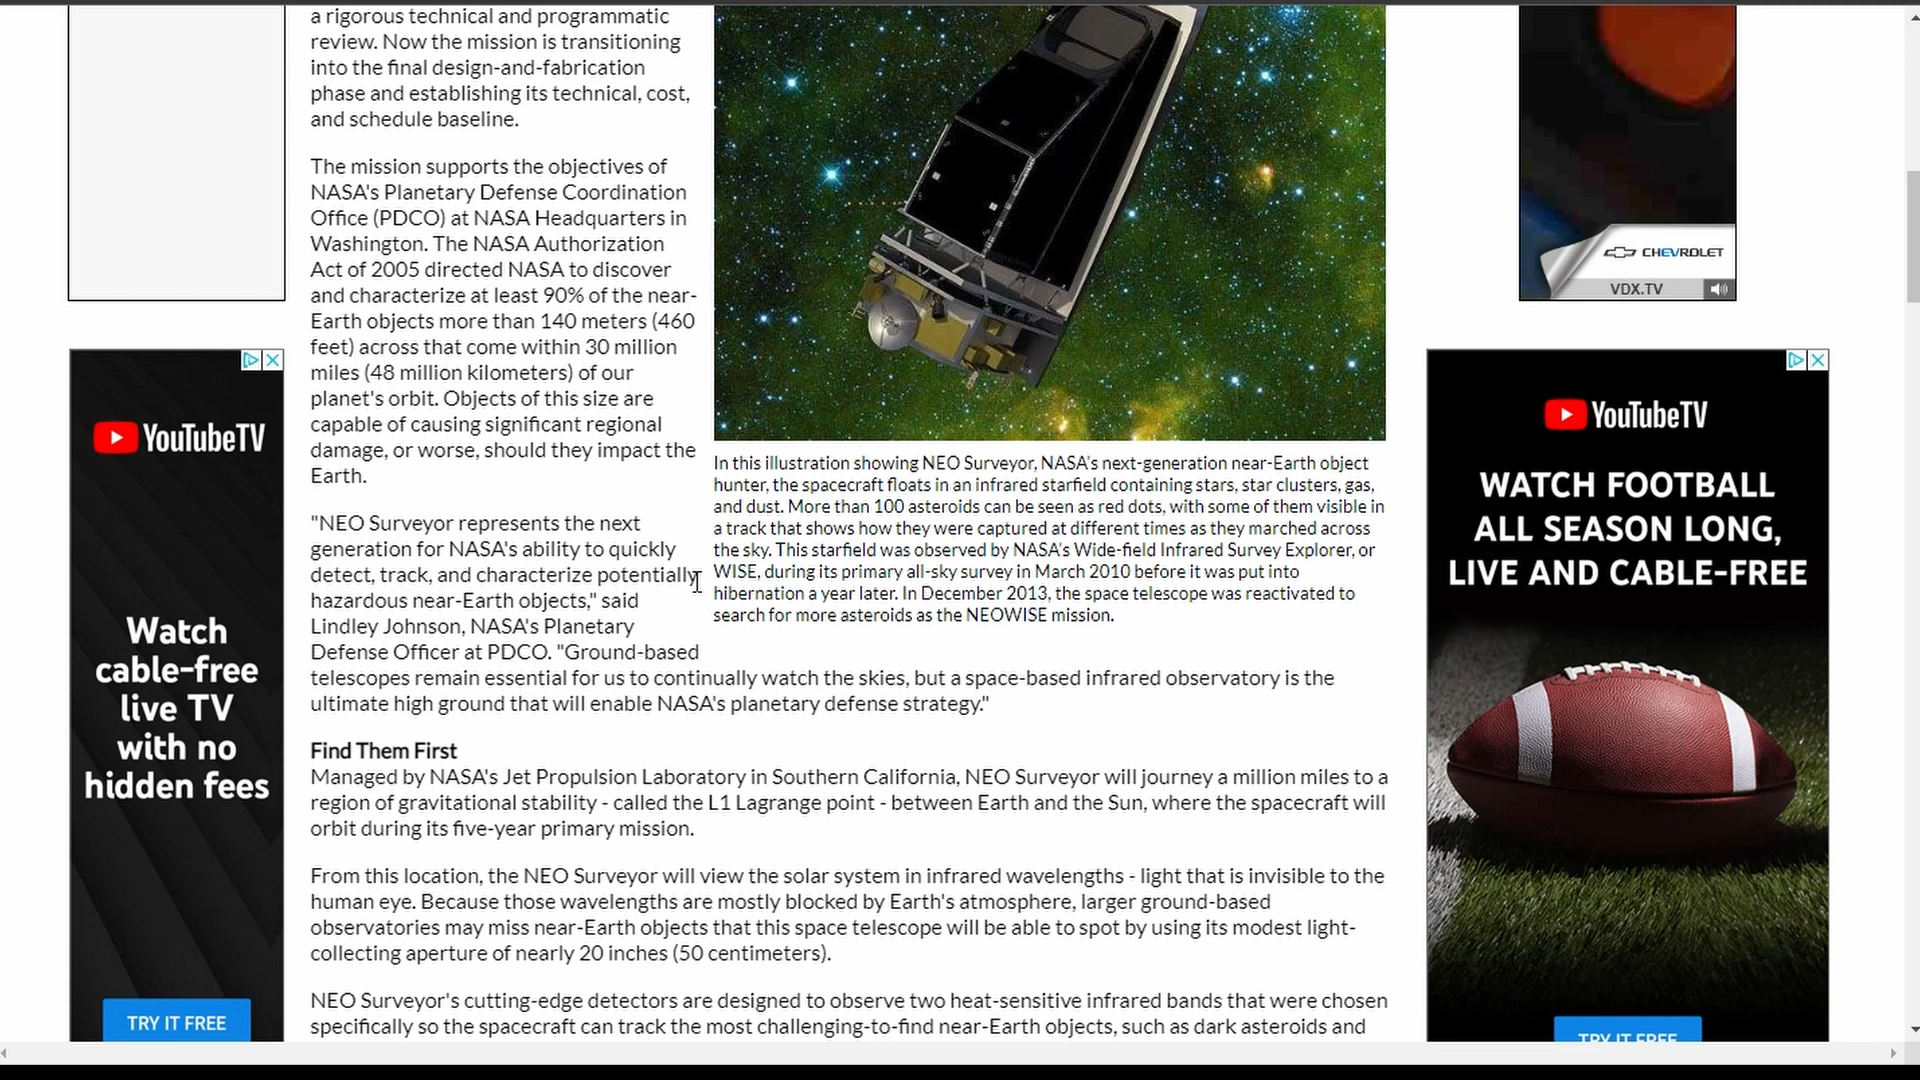 a rigorous technical and programmatic
review. Now the mission is transitioning
into the final design-and-fabrication
phase and establishing its technical, cost,
and schedule baseline.
The mission supports the objectives of
NASA's Planetary Defense Coordination
Office (PDCO) at NASA Headquarters in
Washington. The NASA Authorization
Act of 2005 directed NASA to discover
and characterize at least 90% of the near-
Earth objects more than 140 meters (460
feet) across that come within 30 million
miles (48 million kilometers) of our
planet's orbit. Objects of this size are
capable of causing significant regional
damage, or worse, should they impact the
Earth.
"NEO Surveyor represents the next
generation for NASA's ability to quickly
detect, track, and characterize potentially
hazardous near-Earth objects," said
Lindley Johnson, NASA's Planetary
Defense Officer at PDCO. "Ground-based
telescopes remain essential for us to continually watch the skies, but a space-based infrared observatory is the
ultimate high ground that will enable NASA's planetary defense strategy."
In this illustration showing NEO Surveyor, NASA's next-generation near-Earth object
hunter, the spacecraft floats in an infrared starfield containing stars, star clusters, gas,
and dust. More than 100 asteroids can be seen as red dots, with some of them visible in
a track that shows how they were captured at different times as they marched across
the sky. This starfield was observed by NASA's Wide-field Infrared Survey Explorer, or
WISE, during its primary all-sky survey in March 2010 before it was put into
hibernation a year later. In December 2013, the space telescope was reactivated to
search for more asteroids as the NEOWISE mission.
Find Them First
Managed by NASA's Jet Propulsion Laboratory in Southern California, NEO Surveyor will journey a million miles to a
region of gravitational stability - called the L1 Lagrange point - between Earth and the Sun, where the spacecraft will
orbit during its five-year primary mission.
From this location, the NEO Surveyor will view the solar system in infrared wavelengths - light that is invisible to the
human eye. Because those wavelengths are mostly blocked by Earth's atmosphere, larger ground-based
observatories may miss near-Earth objects that this space telescope will be able to spot by using its modest light-
collecting aperture of nearly 20 inches (50 centimeters).
NEO Surveyor's cutting-edge detectors are designed to observe two heat-sensitive infrared bands that were chosen
specifically so the spacecraft can track the most challenging-to-find near-Earth objects, such as dark asteroids and
YouTubeTV
Watch
cable-free
live TV
with no
hidden fees
TRY IT FREE
CHEVROLET
VDX.TV
YouTubeTV
WATCH FOOTBALL
ALL SEASON LONG,
LIVE AND CABLE-FREE
TRY IT FREE